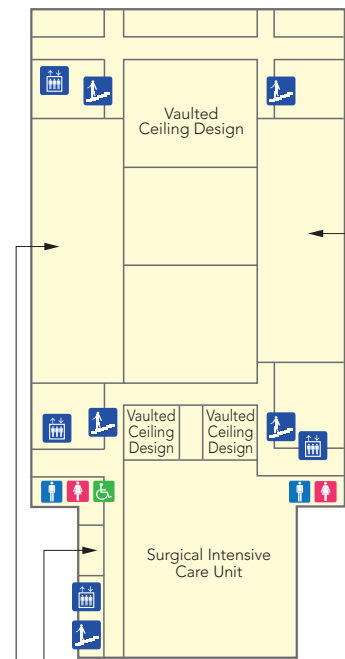 Vaulted
Ceiling Design
Vaulted
Ceiling
Design
Vaulted
Ceiling
Design
Surgical Intensive
Care Unit